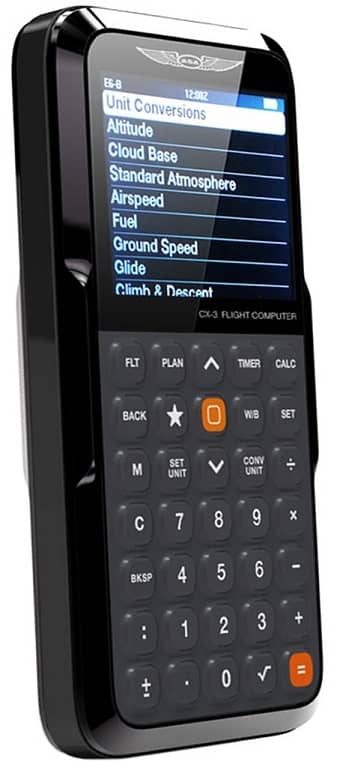 A·S·A
E6-B 12:00Z
Unit Conversions
Altitude
Cloud Base
Standard Atmosphere
Airspeed
Fuel
Ground Speed
Glide
Climb & Descent
CX-3 FLIGHT COMPUTER
FLT PLAN TIMER CALC
BACK W/B SET
M SET UNIT CONV UNIT ÷
C 7 8 9 ×
BKSP 4 5 6 −
: 1 2 3 +
± · 0 √ =